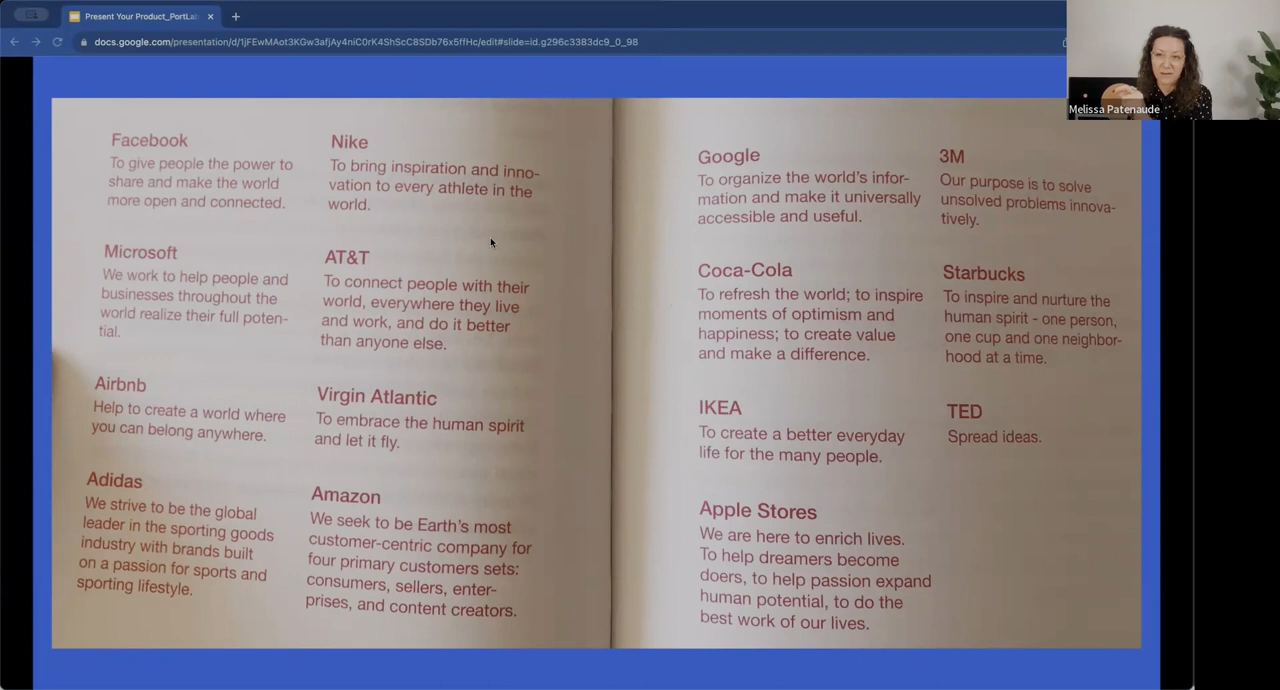 Present Your Product_PortLa
docs.google.com/presentation/d/1jFEwMAot3KGw3afjAy4niC0rK4ShScC8SDb76x5ffHc/edit#slide=id.g296c3383dc9_0_98
Melissa Patenaude
Facebook
To give people the power to
share and make the world
more open and connected.
Microsoft
We work to help people and
businesses throughout the
world realize their full poten-
tial.
Airbnb
Help to create a world where
you can belong anywhere.
Adidas
We strive to be the global
leader in the sporting goods
industry with brands built
on a passion for sports and
sporting lifestyle.
Nike
To bring inspiration and inno-
vation to every athlete in the
world.
AT&T
To connect people with their
world, everywhere they live
and work, and do it better
than anyone else.
Virgin Atlantic
To embrace the human spirit
and let it fly.
Amazon
We seek to be Earth's most
customer-centric company for
four primary customers sets:
consumers, sellers, enter-
prises, and content creators.
Google
To organize the world's infor-
mation and make it universally
accessible and useful.
Coca-Cola
To refresh the world; to inspire
moments of optimism and
happiness; to create value
and make a difference.
IKEA
To create a better everyday
life for the many people.
Apple Stores
We are here to enrich lives.
To help dreamers become
doers, to help passion expand
human potential, to do the
best work of our lives.
3M
Our purpose is to solve
unsolved problems innova-
tively.
Starbucks
To inspire and nurture the
human spirit - one person,
one cup and one neighbor-
hood at a time.
TED
Spread ideas.